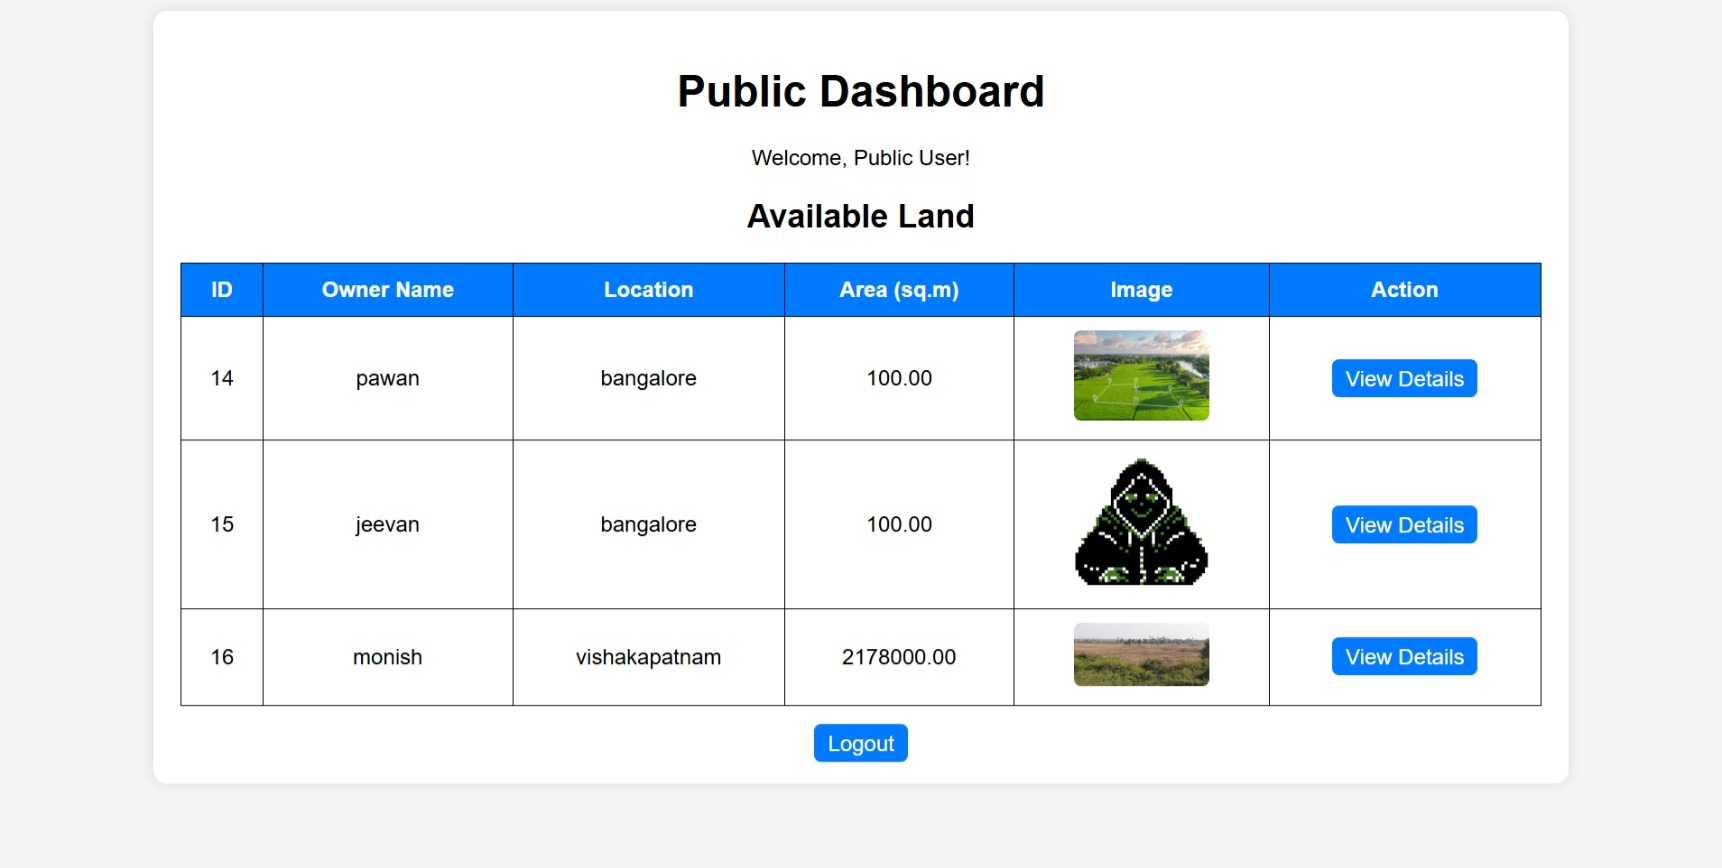 Public Dashboard
Welcome, Public User!
Available Land
ID Owner Name Location Area (sq.m) Image Action
14 pawan bangalore 100.00 View Details
15 jeevan bangalore 100.00 View Details
16 monish vishakapatnam 2178000.00 View Details
Logout